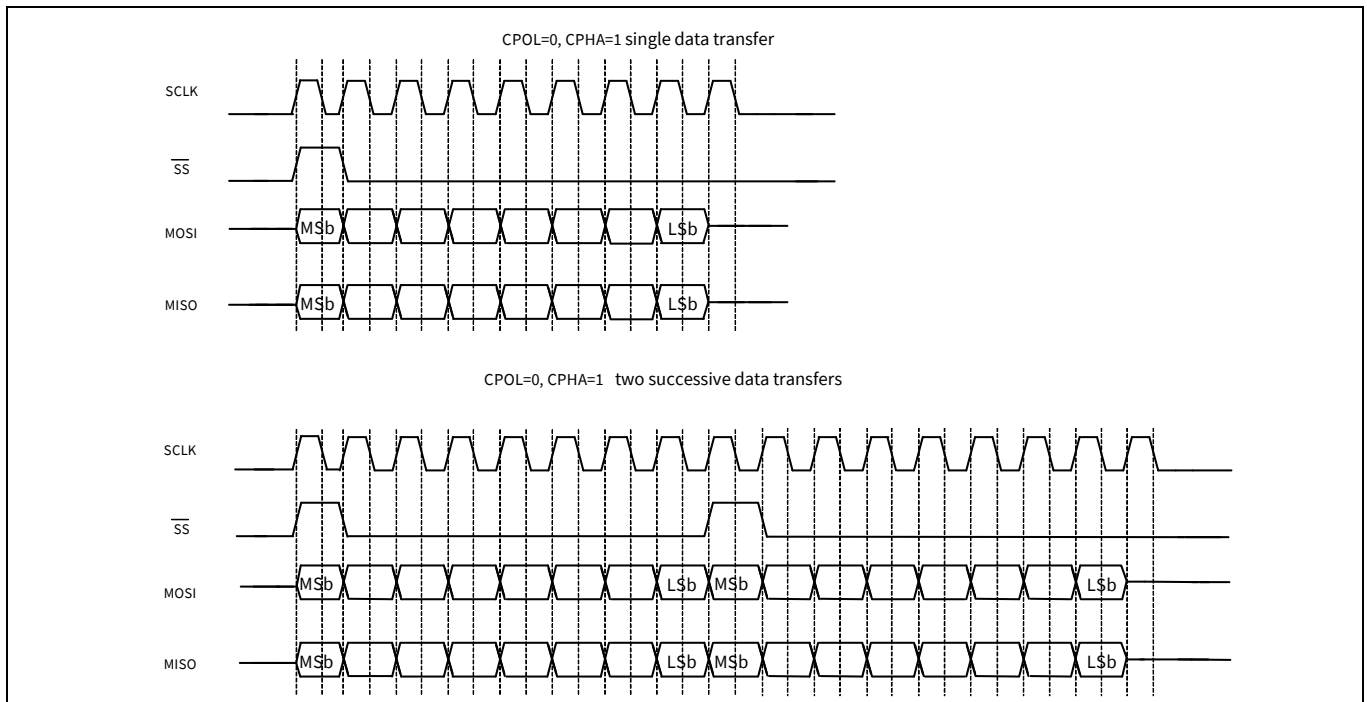 CPOL=0, CPHA=1 single data transfer
SCLK
SS
MOSI MSb LSb
MISO MSb LSb
CPOL=0, CPHA=1 two successive data transfers
SCLK
SS
MOSI MSb LSb MSb LSb
MISO MSb LSb MSb LSb